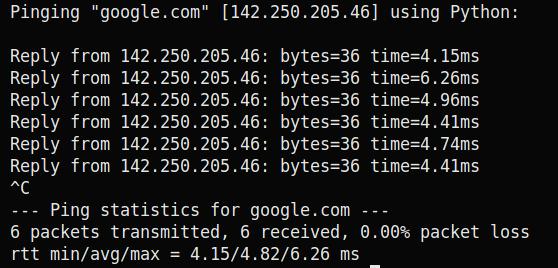 Pinging "google.com" [142.250.205.46] using Python:
Reply from 142.250.205.46: bytes=36 time=4.15ms
Reply from 142.250.205.46: bytes=36 time=6.26ms
Reply from 142.250.205.46: bytes=36 time=4.96ms
Reply from 142.250.205.46: bytes=36 time=4.41ms
Reply from 142.250.205.46: bytes=36 time=4.74ms
Reply from 142.250.205.46: bytes=36 time=4.41ms
^C
--- Ping statistics for google.com ---
6 packets transmitted, 6 received, 0.00% packet loss
rtt min/avg/max = 4.15/4.82/6.26 ms